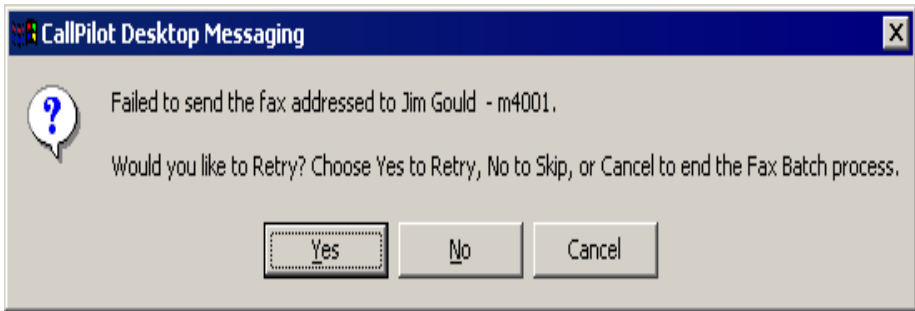 CallPilot Desktop Messaging
Failed to send the fax addressed to Jim Gould - m4001.
Would you like to Retry? Choose Yes to Retry, No to Skip, or Cancel to end the Fax Batch process.
Yes No Cancel